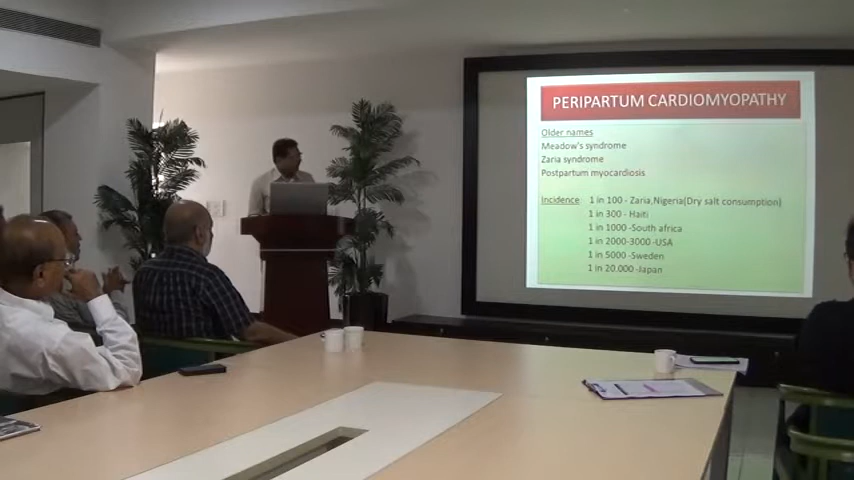 PERIPARTUM CARDIOMYOPATHY
Older names
Meadow's syndrome
Zaria syndrome
Postpartum myocardiosis
Incidence: 1 in 100 - Zaria,Nigeria(Dry salt consumption)
1 in 300 - Haiti
1 in 1000 -South africa
1 in 2000-3000 -USA
1 in 5000 -Sweden
1 in 20,000 -Japan